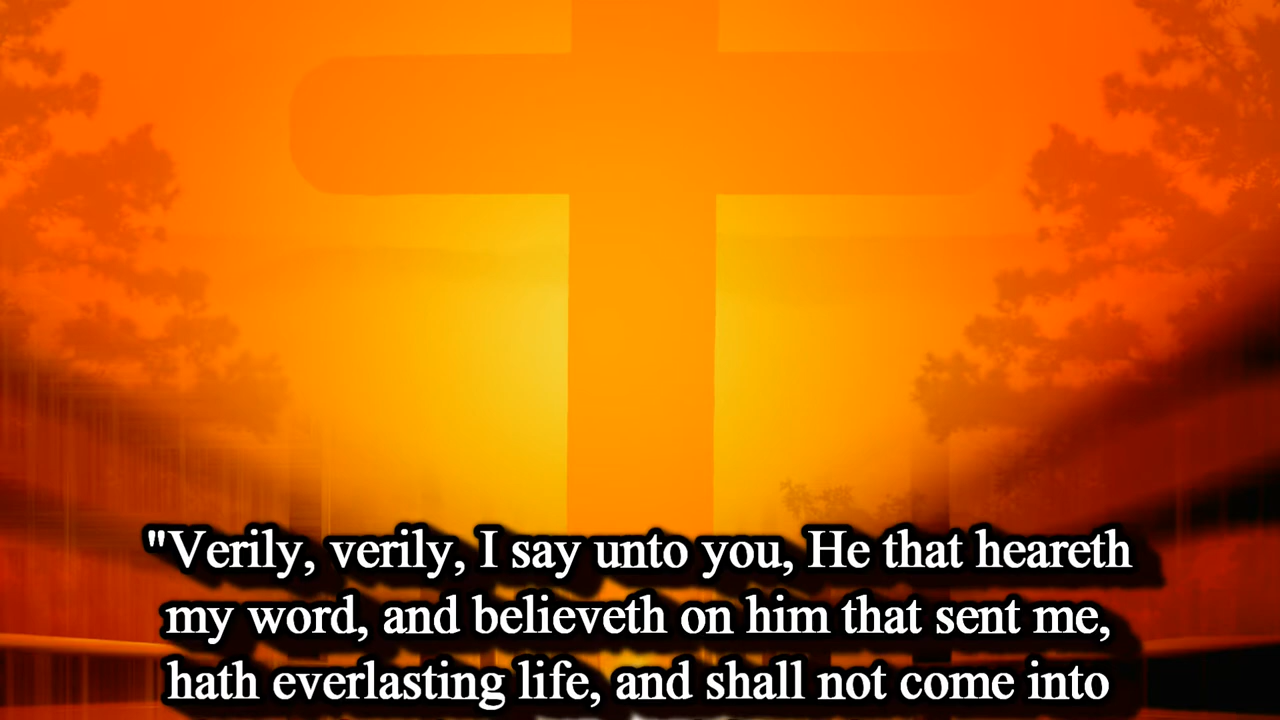 "Verily, verily, I say unto you, He that heareth
my word, and believeth on him that sent me,
hath everlasting life, and shall not come into